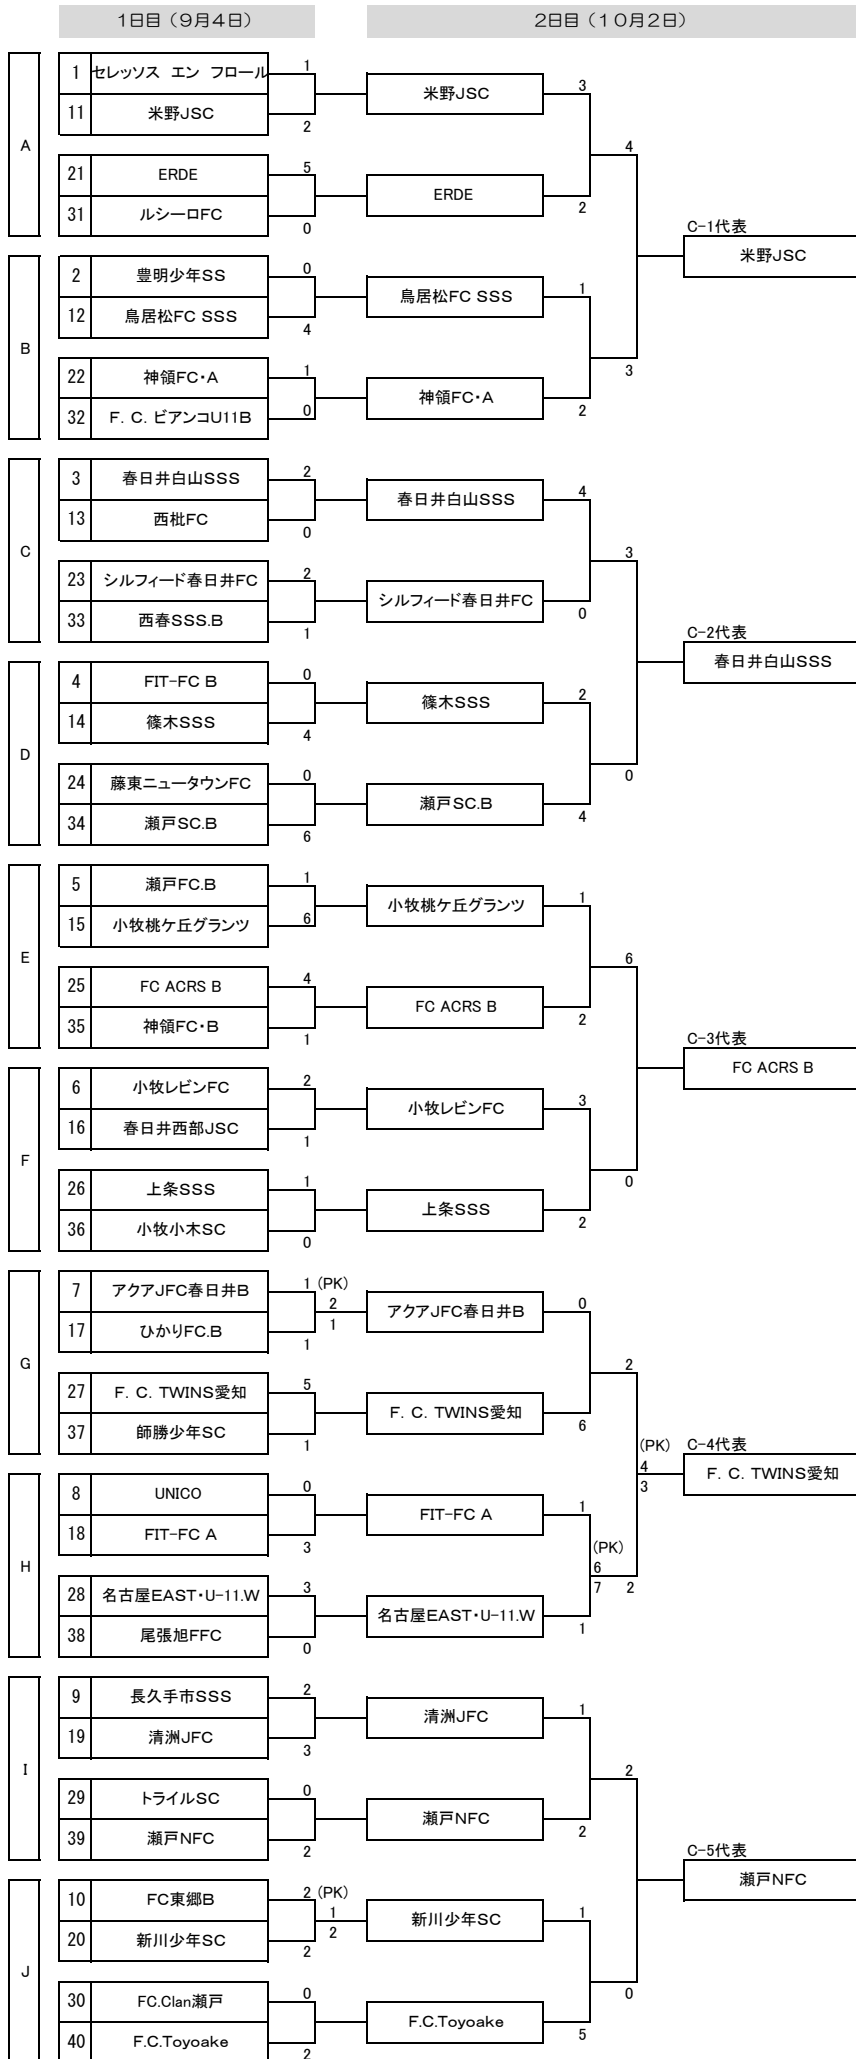 1日目（9月4日）　2日目（10月2日）
A
1 セレッソス エン フロール 1
11 米野JSC 2
米野JSC 3
21 ERDE 5
31 ルシーロFC 0
ERDE 2
4
C-1代表
米野JSC
B
2 豊明少年SS 0
12 鳥居松FC SSS 4
鳥居松FC SSS 1
22 神領FC・A 1
32 F. C. ビアンコU11B 0
神領FC・A 2
3
C
3 春日井白山SSS 2
13 西枇FC 0
春日井白山SSS 4
23 シルフィード春日井FC 2
33 西春SSS.B 1
シルフィード春日井FC 0
3
C-2代表
春日井白山SSS
D
4 FIT-FC B 0
14 篠木SSS 4
篠木SSS 2
24 藤東ニュータウンFC 0
34 瀬戸SC.B 6
瀬戸SC.B 4
0
E
5 瀬戸FC.B 1
15 小牧桃ケ丘グランツ 6
小牧桃ケ丘グランツ 1
25 FC ACRS B 4
35 神領FC・B 1
FC ACRS B 2
6
C-3代表
FC ACRS B
F
6 小牧レビンFC 2
16 春日井西部JSC 1
小牧レビンFC 3
26 上条SSS 1
36 小牧小木SC 0
上条SSS 2
0
G
7 アクアJFC春日井B 1 (PK)
2
1
17 ひかりFC.B 1
アクアJFC春日井B 0
27 F. C. TWINS愛知 5
37 師勝少年SC 1
F. C. TWINS愛知 6
2
(PK)
4
3
C-4代表
F. C. TWINS愛知
H
8 UNICO 0
18 FIT-FC A 3
FIT-FC A 1
(PK)
6
7 2
28 名古屋EAST・U-11.W 3
38 尾張旭FFC 0
名古屋EAST・U-11.W 1
I
9 長久手市SSS 2
19 清洲JFC 3
清洲JFC 1
29 トライルSC 0
39 瀬戸NFC 2
瀬戸NFC 2
2
C-5代表
瀬戸NFC
J
10 FC東郷B 2 (PK)
1
2
20 新川少年SC 2
新川少年SC 1
30 FC.Clan瀬戸 0
40 F.C.Toyoake 2
F.C.Toyoake 5
0